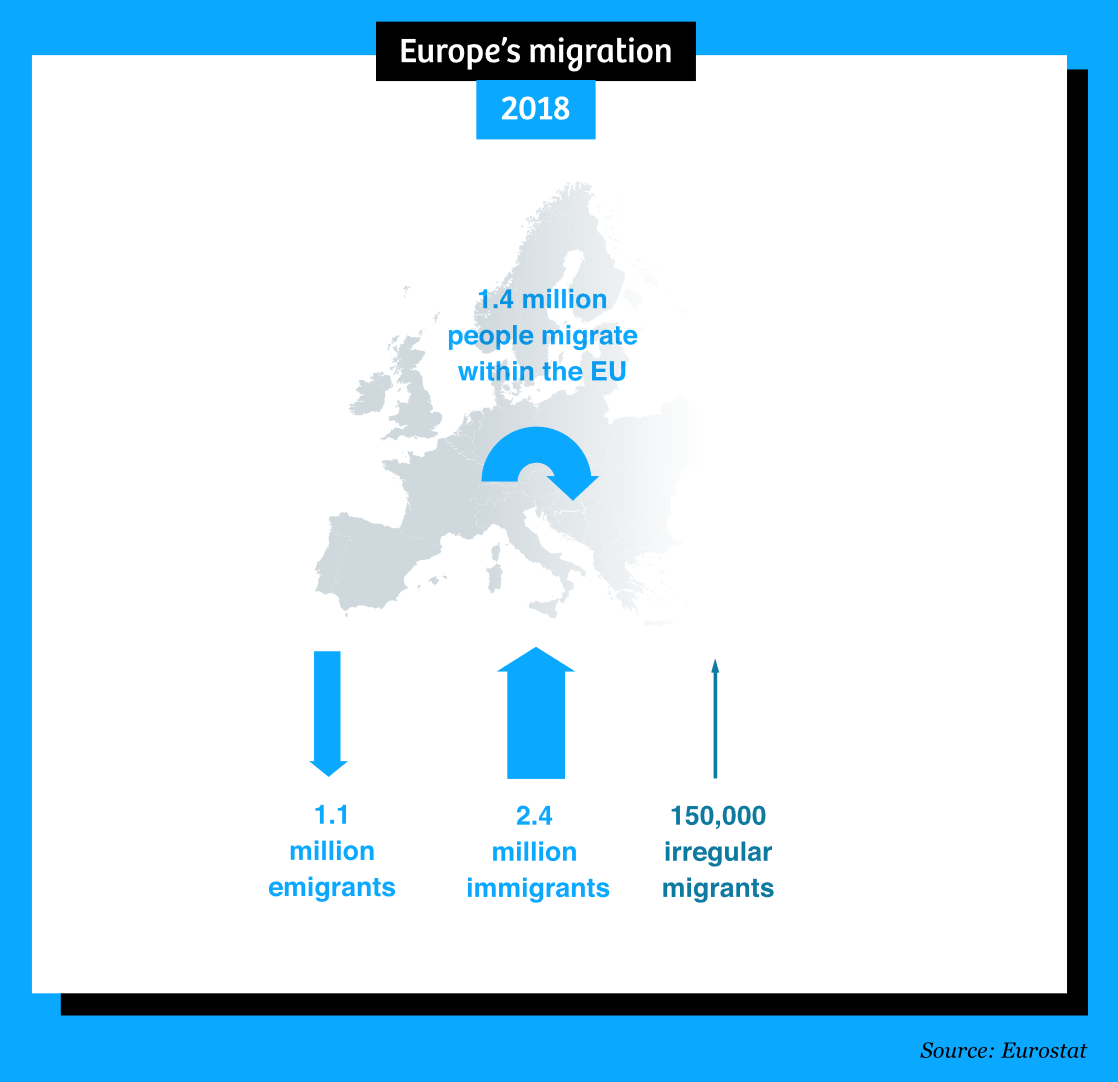 Europe’s migration
2018
1.4 million
people migrate
within the EU
1.1
million
emigrants
2.4
million
immigrants
150,000
irregular
migrants
Source: Eurostat